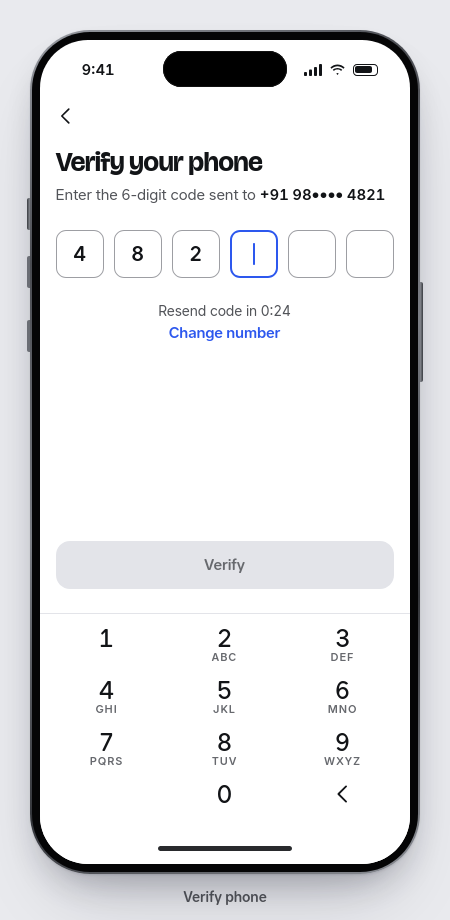 9:41
Verify your phone
Enter the 6-digit code sent to +91 98•••• 4821
4 8 2
Resend code in 0:24
Change number
Verify
1 2 3
ABC DEF
4 5 6
GHI JKL MNO
7 8 9
PQRS TUV WXYZ
0
Verify phone